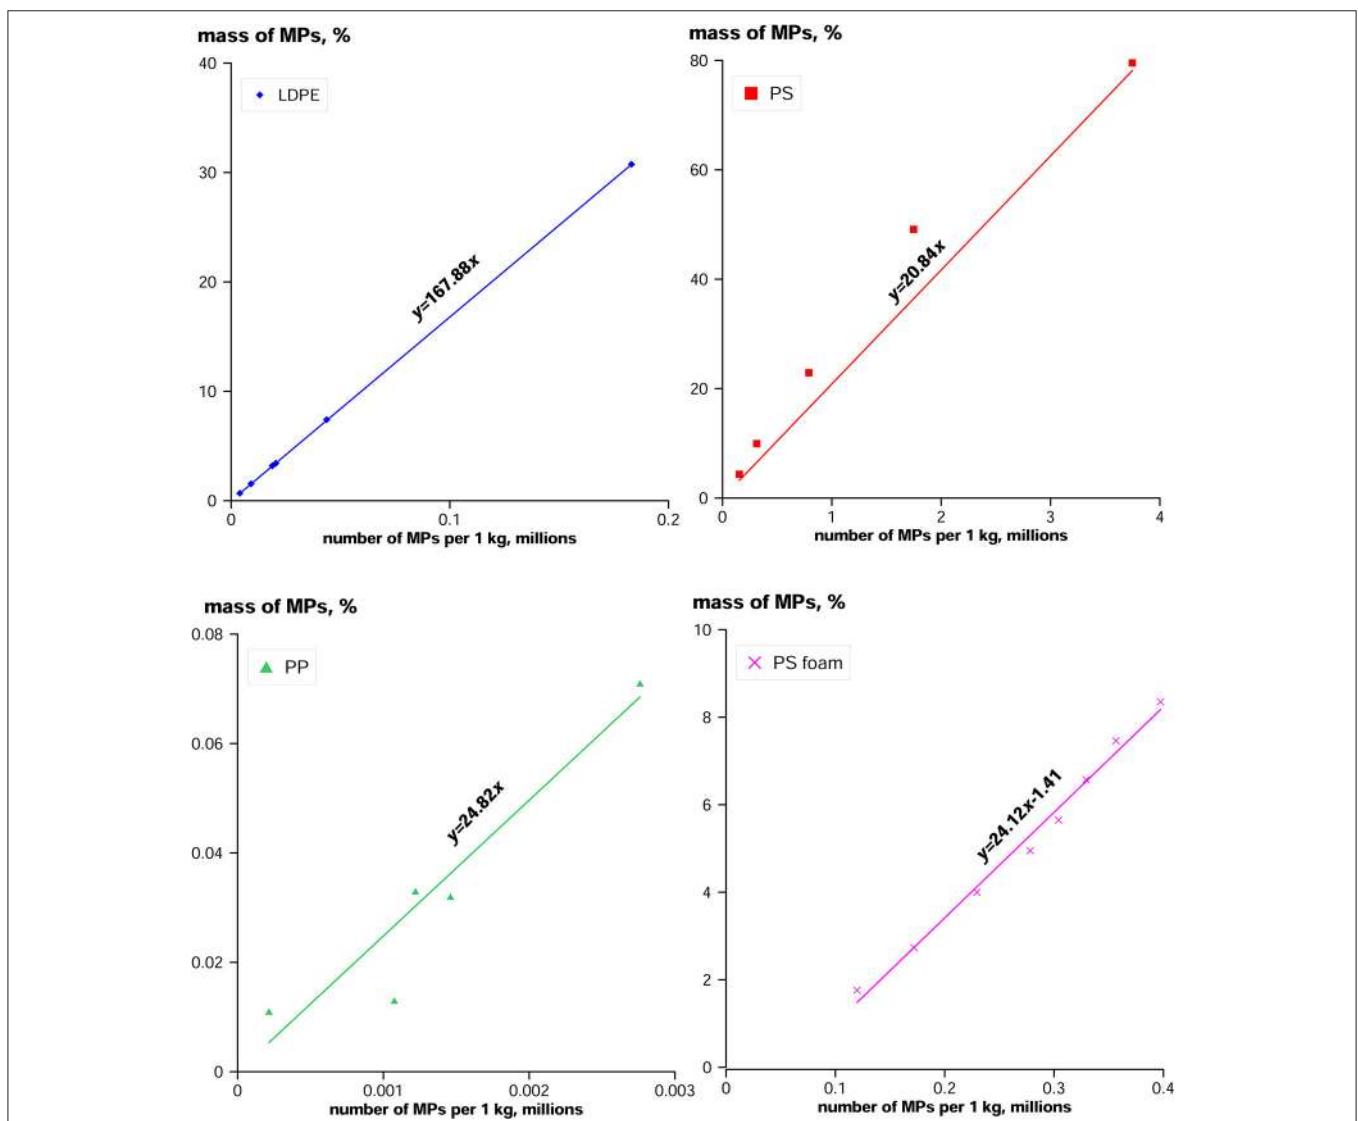 mass of MPs, %
40
30
20
10
0
LDPE
y=167.88x
0
0.1
0.2
number of MPs per 1 kg, millions
mass of MPs, %
80
60
40
20
0
PS
y=20.84x
0
1
2
3
4
number of MPs per 1 kg, millions
mass of MPs, %
0.08
0.06
0.04
0.02
0
PP
y=24.82x
0
0.001
0.002
0.003
number of MPs per 1 kg, millions
mass of MPs, %
10
8
6
4
2
0
PS foam
y=24.12x-1.41
0
0.1
0.2
0.3
0.4
number of MPs per 1 kg, millions